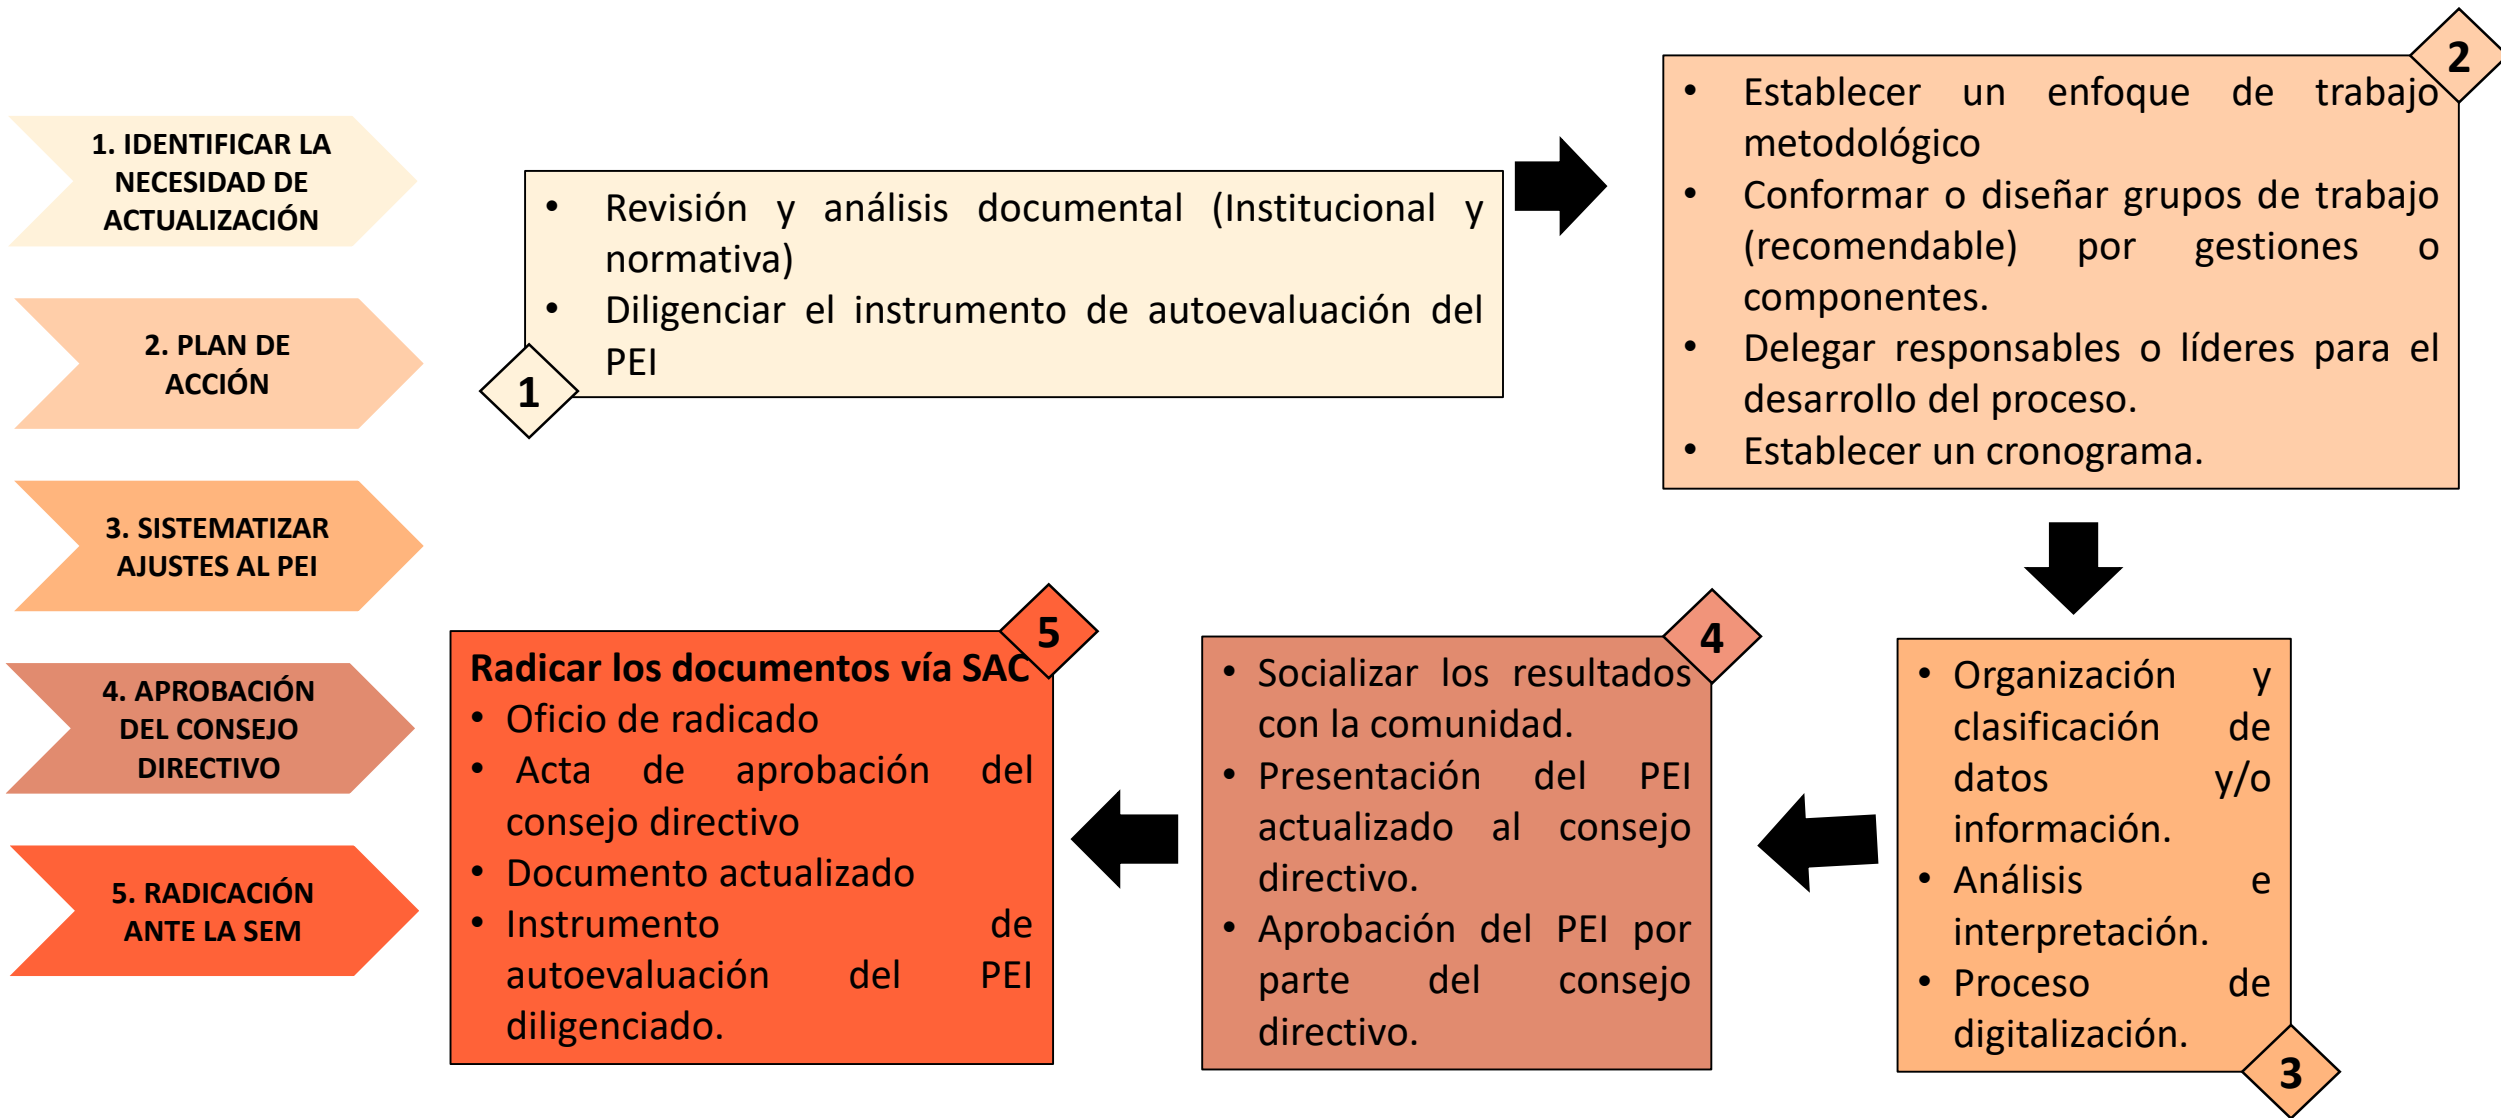 1. IDENTIFICAR LA
NECESIDAD DE
ACTUALIZACIÓN
2. PLAN DE
ACCIÓN
3. SISTEMATIZAR
AJUSTES AL PEI
4. APROBACIÓN
DEL CONSEJO
DIRECTIVO
5. RADICACIÓN
ANTE LA SEM
• Revisión y análisis documental (Institucional y
normativa)
• Diligenciar el instrumento de autoevaluación del
PEI
1
2
• Establecer un enfoque de trabajo
metodológico
• Conformar o diseñar grupos de trabajo
(recomendable) por gestiones o
componentes.
• Delegar responsables o líderes para el
desarrollo del proceso.
• Establecer un cronograma.
• Organización y
clasificación de
datos y/o
información.
• Análisis e
interpretación.
• Proceso de
digitalización.
3
4
• Socializar los resultados
con la comunidad.
• Presentación del PEI
actualizado al consejo
directivo.
• Aprobación del PEI por
parte del consejo
directivo.
5
Radicar los documentos vía SAC
• Oficio de radicado
• Acta de aprobación del
consejo directivo
• Documento actualizado
• Instrumento de
autoevaluación del PEI
diligenciado.